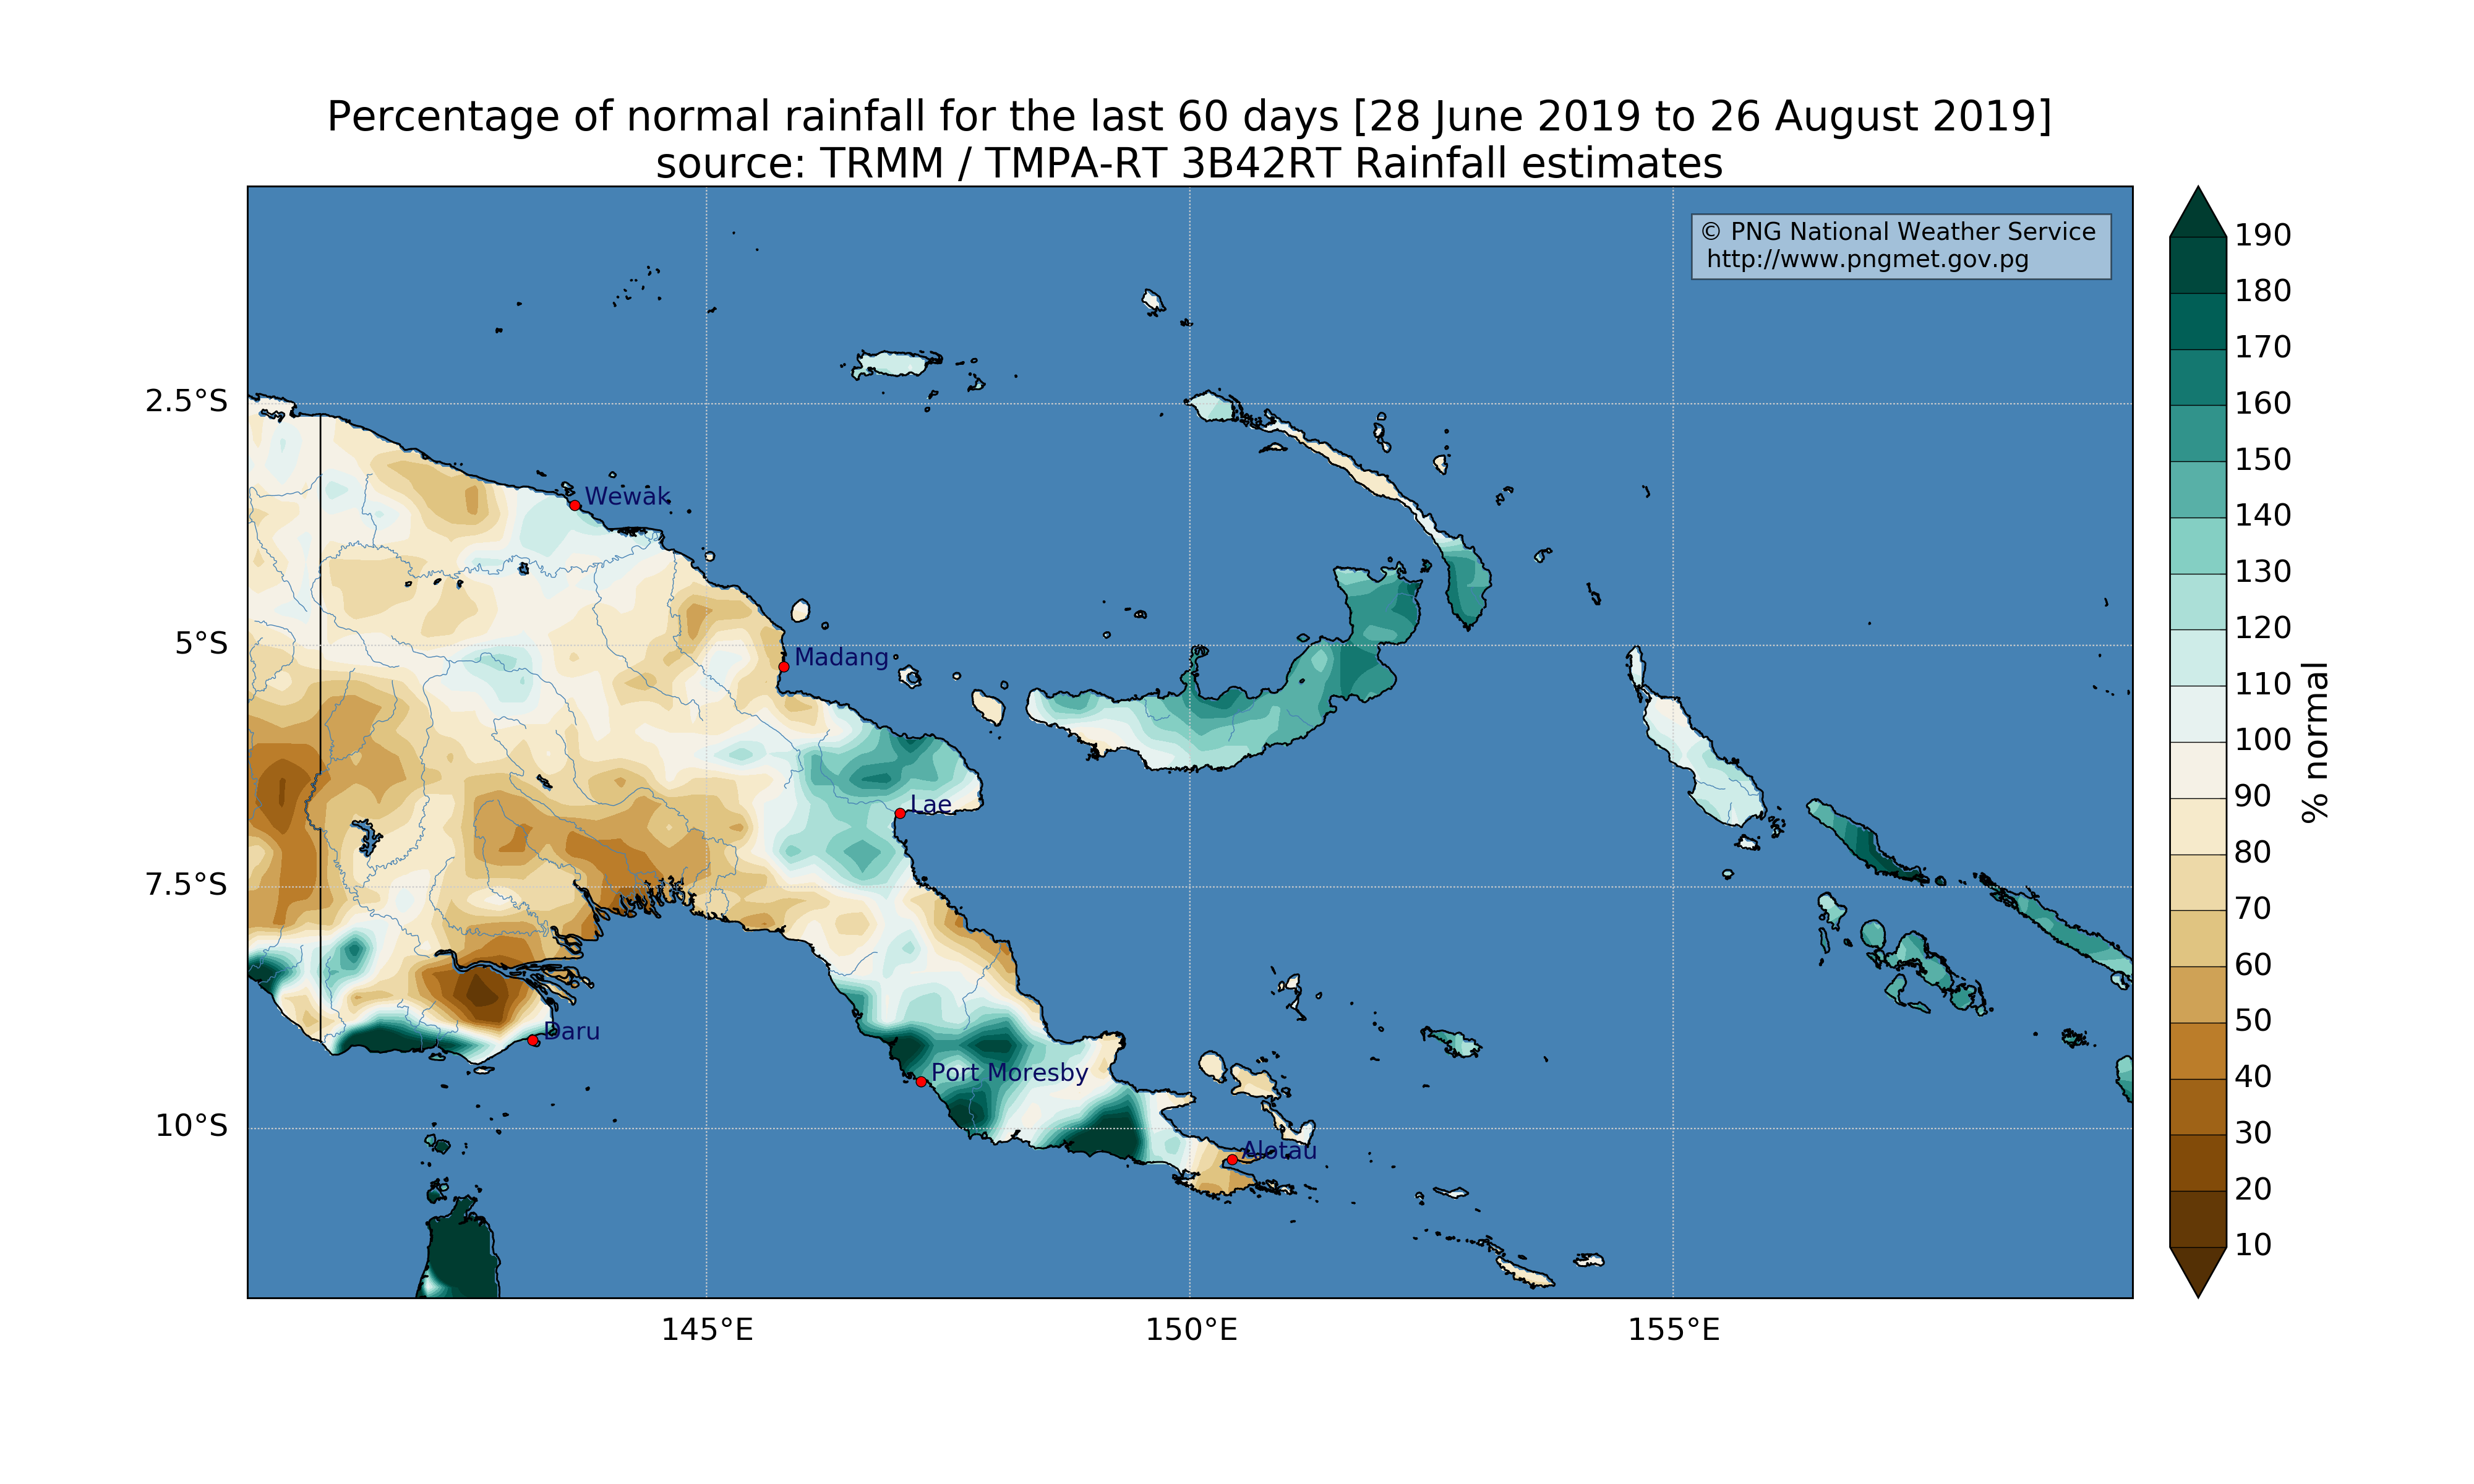 Percentage of normal rainfall for the last 60 days [28 June 2019 to 26 August 2019]
source: TRMM / TMPA-RT 3B42RT Rainfall estimates
© PNG National Weather Service
http://www.pngmet.gov.pg
2.5°S
5°S
7.5°S
10°S
Wewak
Madang
Lae
Daru
Port Moresby
Alotau
145°E
150°E
155°E
190
180
170
160
150
140
130
120
110
100
90
80
70
60
50
40
30
20
10
% normal